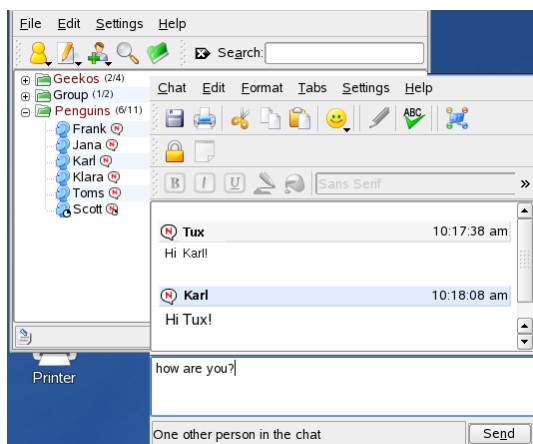 File Edit Settings Help
Search:
Geekos (2/4)
Group (1/2)
Penguins (6/11)
Frank
Jana
Karl
Klara
Toms
Scott
Printer
Chat Edit Format Tabs Settings Help
ABC
B I U Sans Serif »
N Tux 10:17:38 am
Hi Karl!
N Karl 10:18:08 am
Hi Tux!
how are you?
One other person in the chat Send